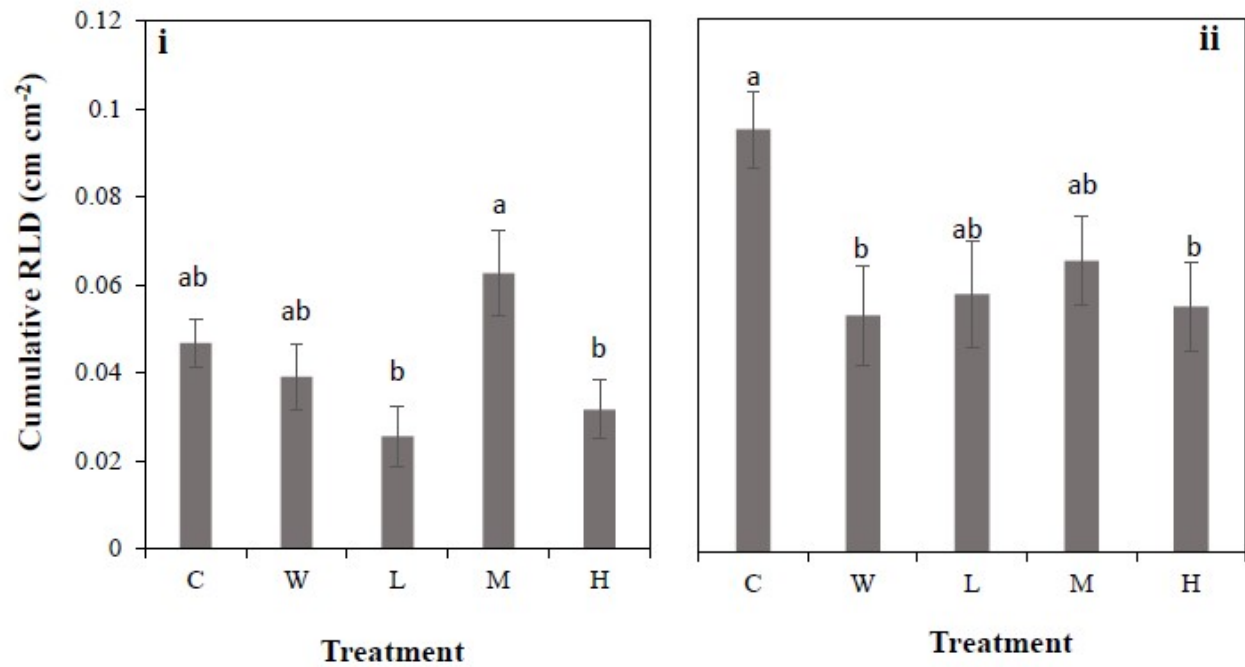 Cumulative RLD (cm cm⁻²)
0.12
0.1
0.08
0.06
0.04
0.02
0
i
ab
ab
b
a
b
C W L M H
Treatment
ii
a
b
ab
ab
b
C W L M H
Treatment